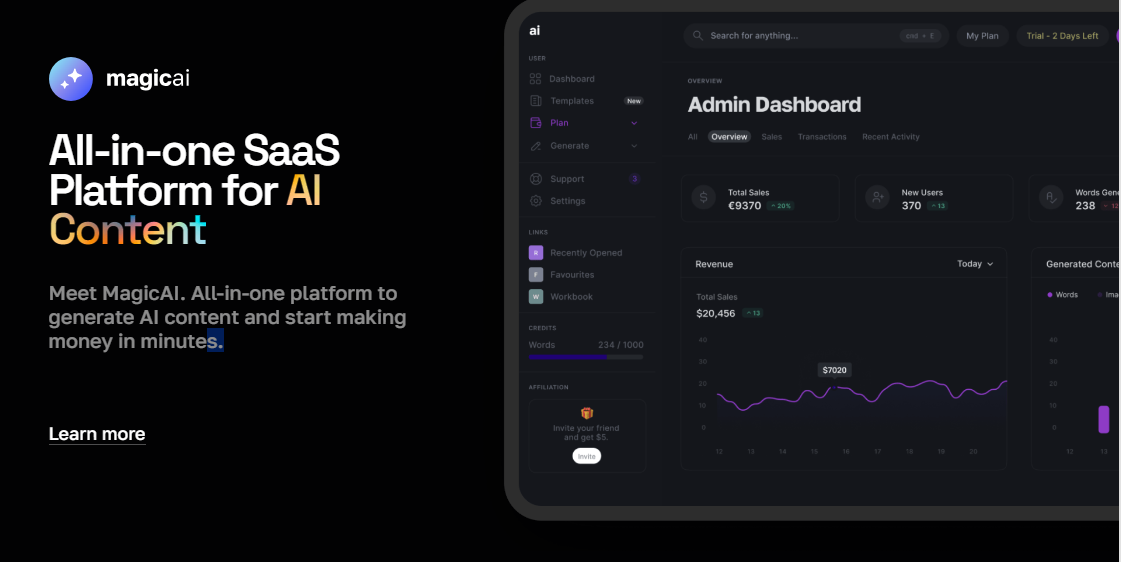 magicai
All-in-one SaaS
Platform for AI
Content
Meet MagicAI. All-in-one platform to
generate AI content and start making
money in minutes.
Learn more
ai
USER
Dashboard
Templates New
Plan
Generate
Support 3
Settings
LINKS
R Recently Opened
F Favourites
W Workbook
CREDITS
Words 234 / 1000
AFFILIATION
Invite your friend
and get $5.
Invite
Search for anything...
My Plan
Trial - 2 Days Left
OVERVIEW
Admin Dashboard
All Overview Sales Transactions Recent Activity
Total Sales
€9370 20%
New Users
370 13
Words Gene
238 12
Revenue Today
Total Sales
$20,456 13
40
30
20
10
0
$7020
12 13 14 15 16 17 18 19 20 21
Generated Conte
Words Ima
40
30
20
10
0
12 13